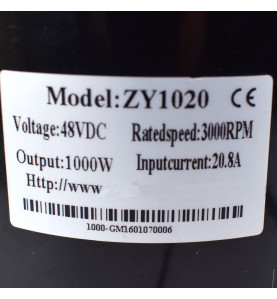 Model:ZY1020 CE
Voltage:48VDC Ratedspeed:3000RPM
Output:1000W Inputcurrent:20.8A
Http://www
1000-GM1601070006